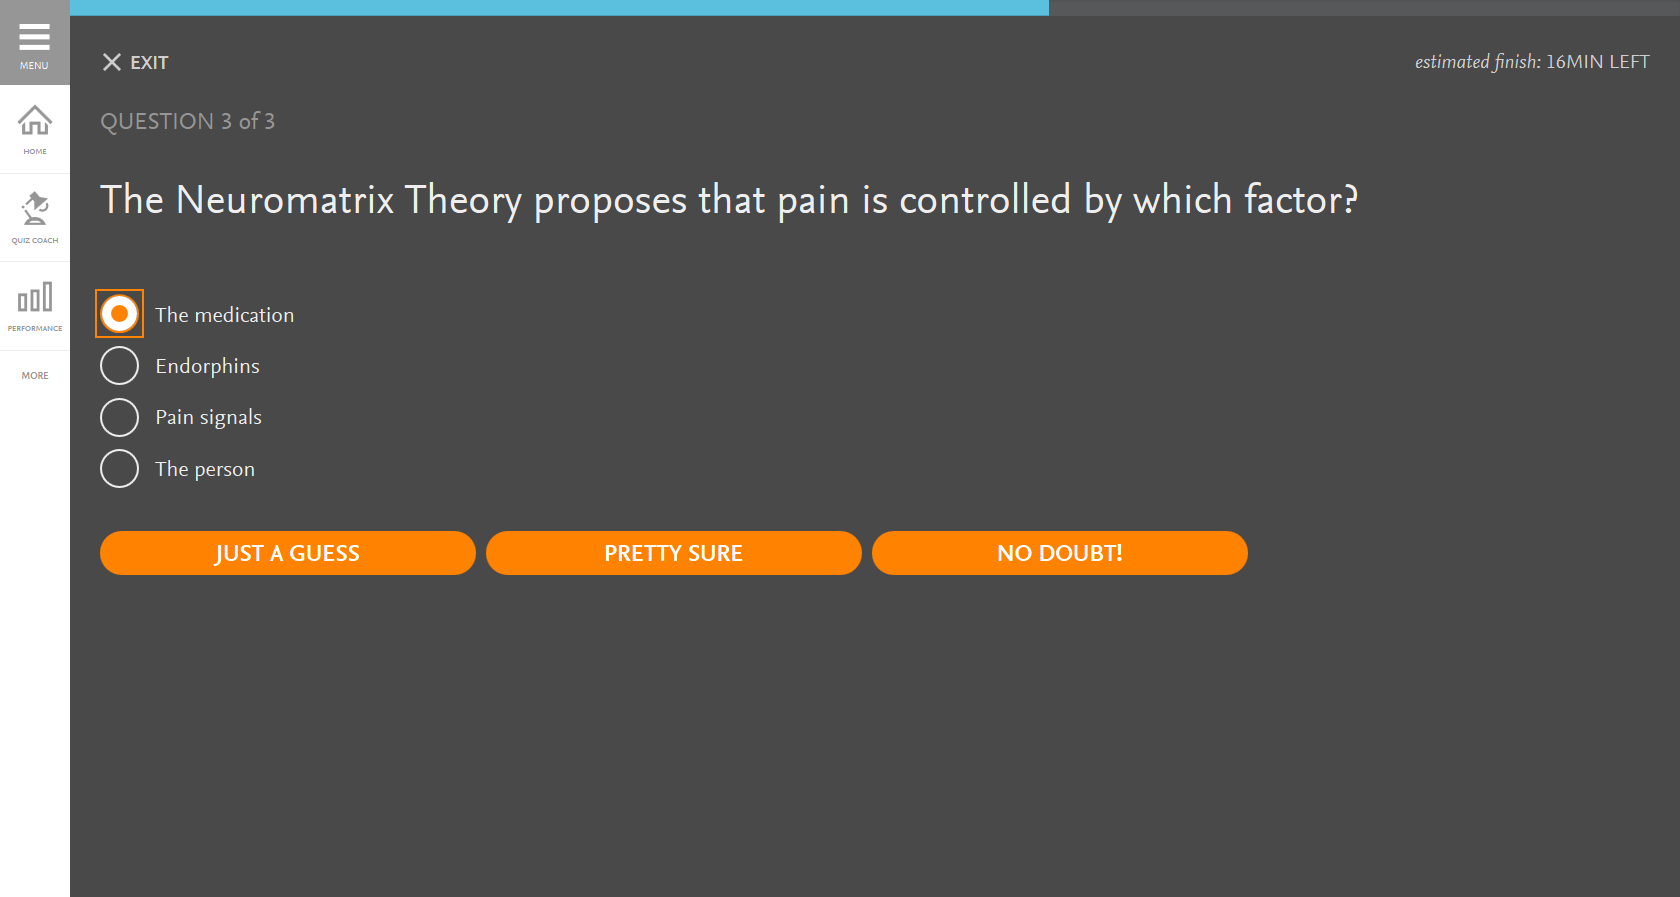 MENU
HOME
QUIZ COACH
PERFORMANCE
MORE
EXIT
estimated finish: 16MIN LEFT
QUESTION 3 of 3
The Neuromatrix Theory proposes that pain is controlled by which factor?
The medication
Endorphins
Pain signals
The person
JUST A GUESS
PRETTY SURE
NO DOUBT!